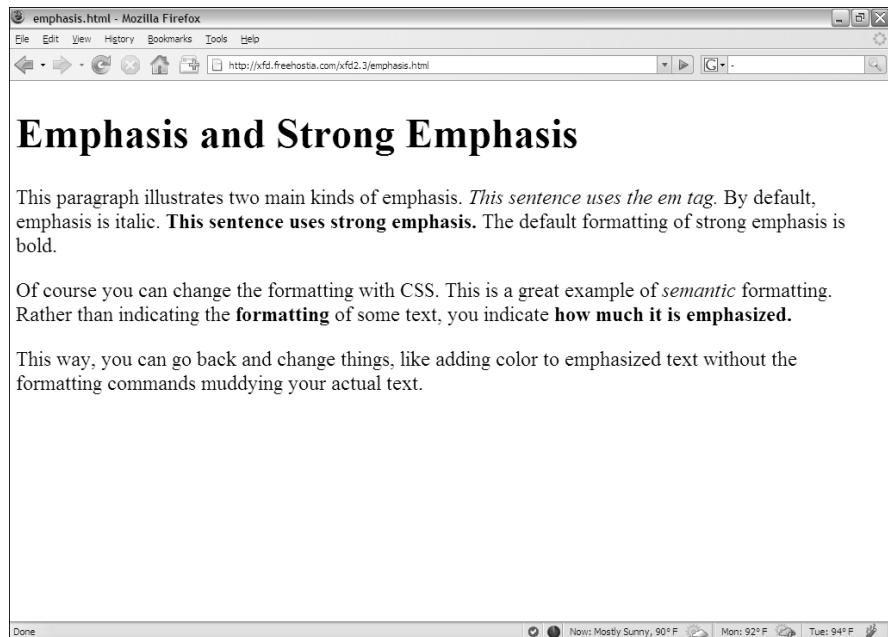 emphasis.html - Mozilla Firefox
File Edit View History Bookmarks Tools Help
http://xfd.freehostia.com/xfd2.3/emphasis.html G -
Emphasis and Strong Emphasis
This paragraph illustrates two main kinds of emphasis. This sentence uses the em tag. By default,
emphasis is italic. This sentence uses strong emphasis. The default formatting of strong emphasis is
bold.
Of course you can change the formatting with CSS. This is a great example of semantic formatting.
Rather than indicating the formatting of some text, you indicate how much it is emphasized.
This way, you can go back and change things, like adding color to emphasized text without the
formatting commands muddying your actual text.
Done Now: Mostly Sunny, 90° F Mon: 92° F Tue: 94° F